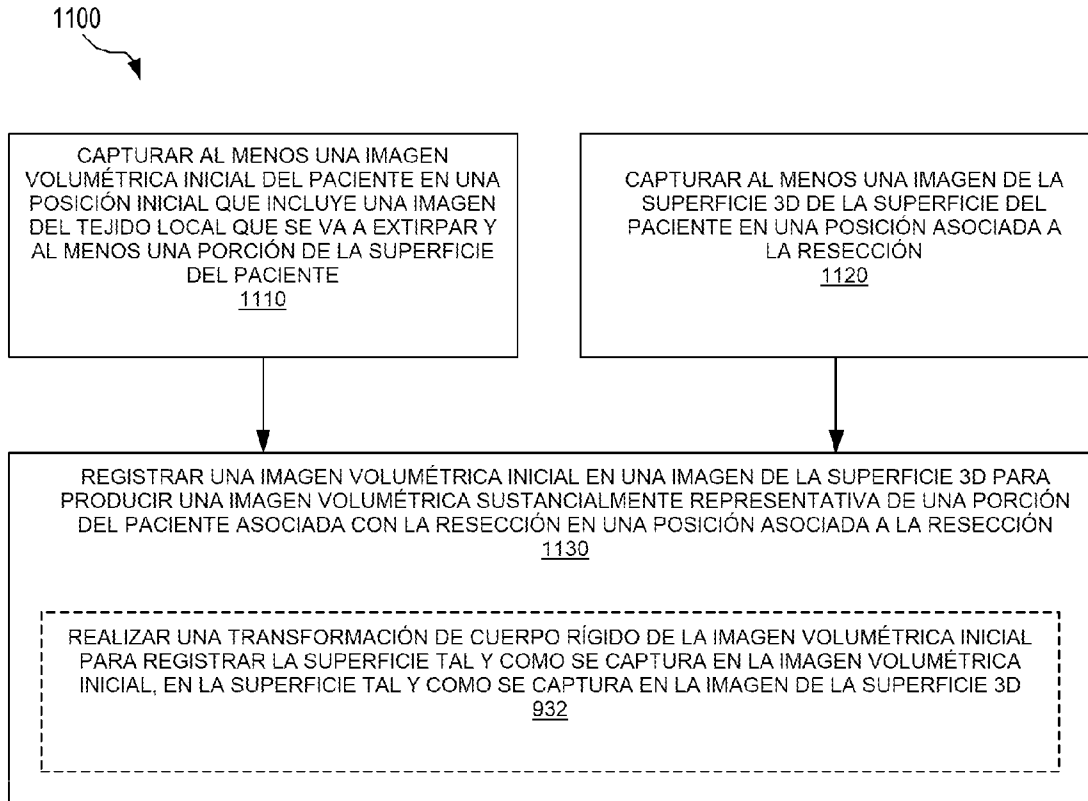 1100
CAPTURAR AL MENOS UNA IMAGEN
VOLUMÉTRICA INICIAL DEL PACIENTE EN UNA
POSICIÓN INICIAL QUE INCLUYE UNA IMAGEN
DEL TEJIDO LOCAL QUE SE VA A EXTIRPAR Y
AL MENOS UNA PORCIÓN DE LA SUPERFICIE
DEL PACIENTE
1110
CAPTURAR AL MENOS UNA IMAGEN DE LA
SUPERFICIE 3D DE LA SUPERFICIE DEL
PACIENTE EN UNA POSICIÓN ASOCIADA A
LA RESECCIÓN
1120
REGISTRAR UNA IMAGEN VOLUMÉTRICA INICIAL EN UNA IMAGEN DE LA SUPERFICIE 3D PARA
PRODUCIR UNA IMAGEN VOLUMÉTRICA SUSTANCIALMENTE REPRESENTATIVA DE UNA PORCIÓN
DEL PACIENTE ASOCIADA CON LA RESECCIÓN EN UNA POSICIÓN ASOCIADA A LA RESECCIÓN
1130
REALIZAR UNA TRANSFORMACIÓN DE CUERPO RÍGIDO DE LA IMAGEN VOLUMÉTRICA INICIAL
PARA REGISTRAR LA SUPERFICIE TAL Y COMO SE CAPTURA EN LA IMAGEN VOLUMÉTRICA
INICIAL, EN LA SUPERFICIE TAL Y COMO SE CAPTURA EN LA IMAGEN DE LA SUPERFICIE 3D
932